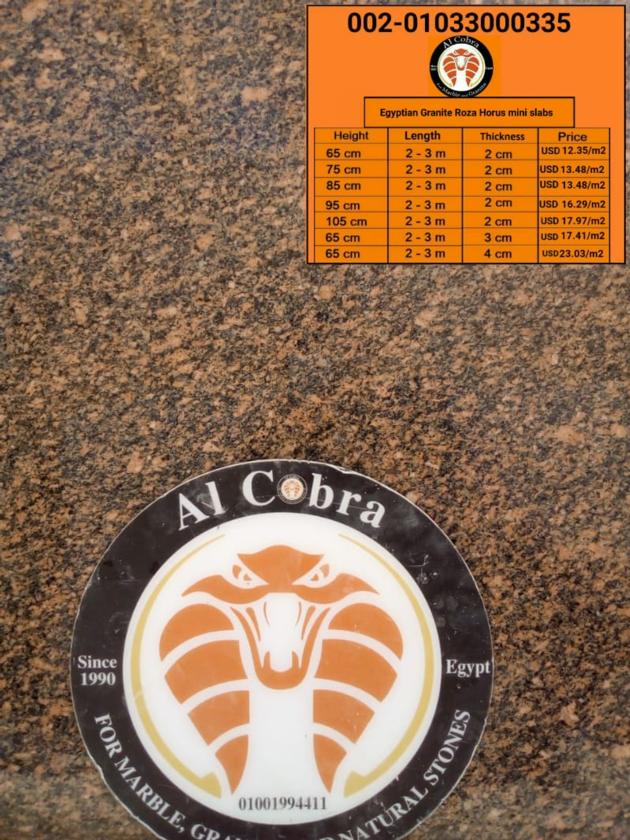 002-01033000335
Al Cobra
Egyptian Granite Roza Horus mini slabs
Height Length Thickness Price
65 cm 2 - 3 m 2 cm USD 12.35/m2
75 cm 2 - 3 m 2 cm USD 13.48/m2
85 cm 2 - 3 m 2 cm USD 13.48/m2
95 cm 2 - 3 m 2 cm USD 16.29/m2
105 cm 2 - 3 m 2 cm USD 17.97/m2
65 cm 2 - 3 m 3 cm USD 17.41/m2
65 cm 2 - 3 m 4 cm USD 23.03/m2
Al Cobra
Since
1990
Egypt
FOR MARBLE, NATURAL STONES
01001994411